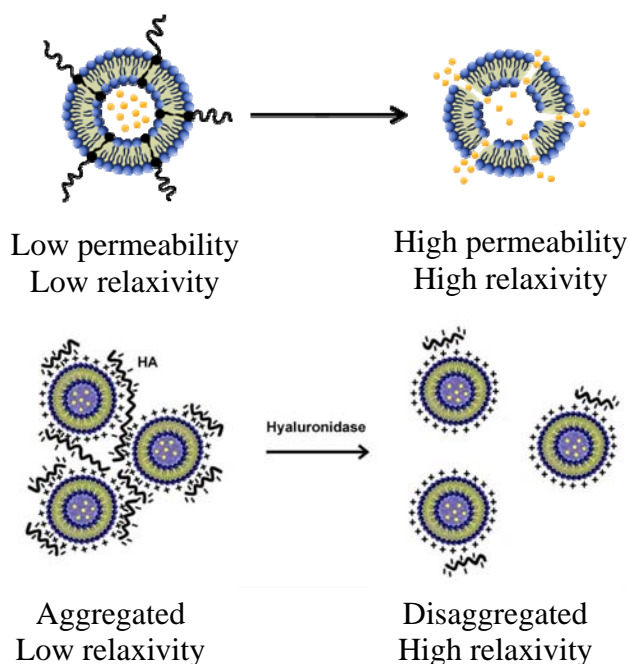 Low permeability
Low relaxivity
High permeability
High relaxivity
HA
Hyaluronidase
Aggregated
Low relaxivity
Disaggregated
High relaxivity